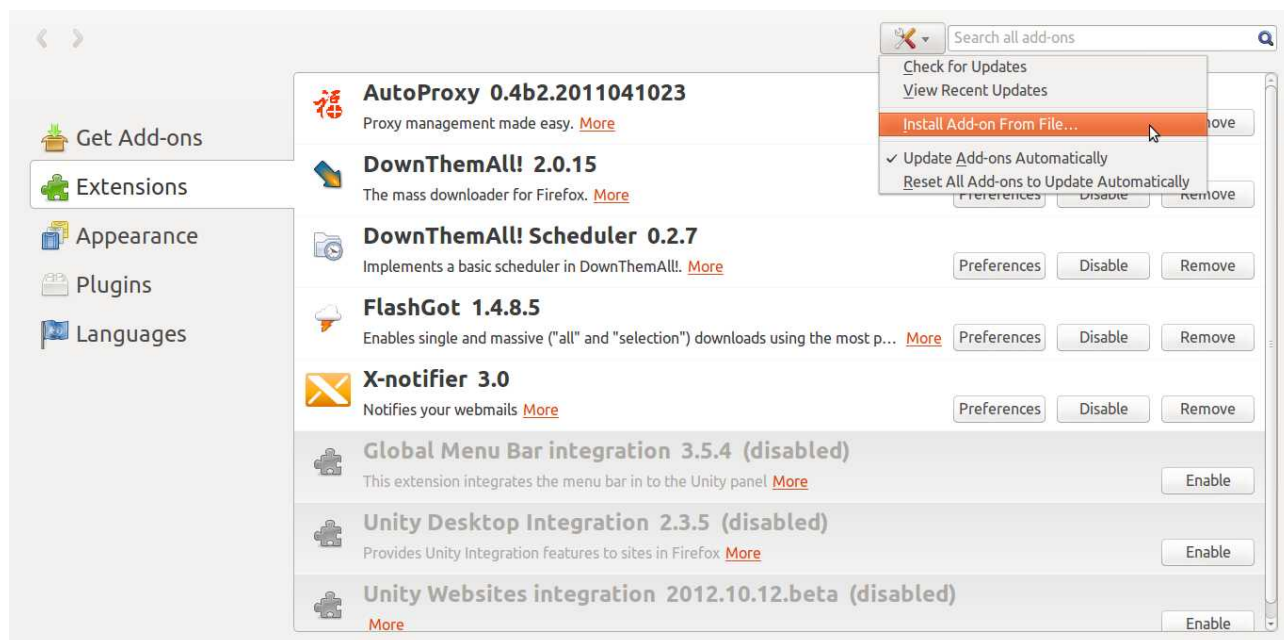 Search all add-ons
Check for Updates
View Recent Updates
Install Add-on From File...
Update Add-ons Automatically
Reset All Add-ons to Update Automatically
Get Add-ons
Extensions
Appearance
Plugins
Languages
福
AutoProxy 0.4b2.2011041023
Proxy management made easy. More
DownThemAll! 2.0.15
The mass downloader for Firefox. More
Preferences Disable Remove
DownThemAll! Scheduler 0.2.7
Implements a basic scheduler in DownThemAll!. More
Preferences Disable Remove
FlashGot 1.4.8.5
Enables single and massive ("all" and "selection") downloads using the most p... More
Preferences Disable Remove
X-notifier 3.0
Notifies your webmails More
Preferences Disable Remove
Global Menu Bar integration 3.5.4 (disabled)
This extension integrates the menu bar in to the Unity panel More
Enable
Unity Desktop Integration 2.3.5 (disabled)
Provides Unity Integration features to sites in Firefox More
Enable
Unity Websites integration 2012.10.12.beta (disabled)
More
Enable